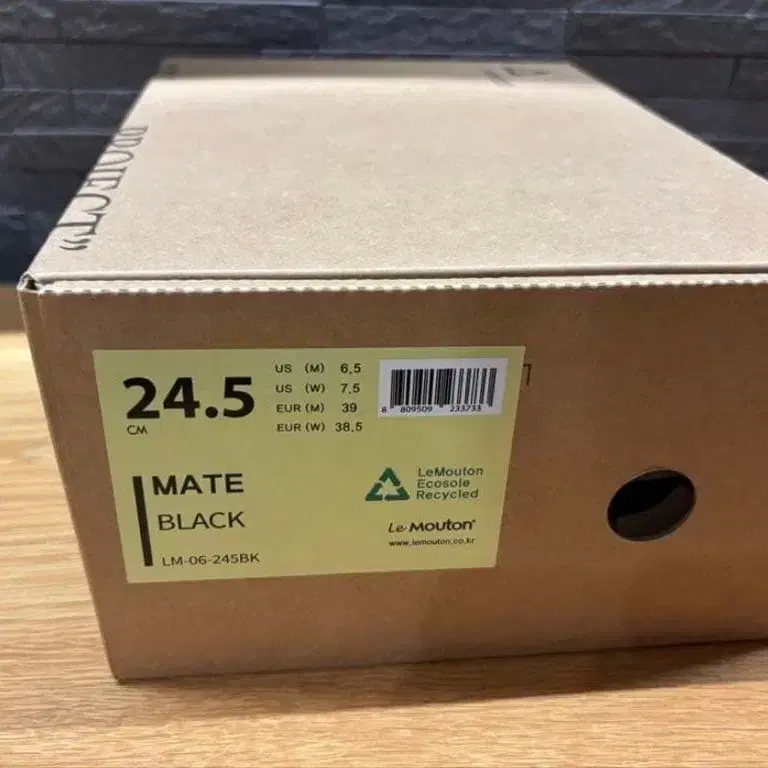 PROJECT”
24.5
CM
US (M) 6.5
US (W) 7.5
EUR (M) 39
EUR (W) 38.5
8 809509 233733
MATE
BLACK
LM-06-245BK
LeMouton
Ecosole
Recycled
Le Mouton®
www.lemouton.co.kr